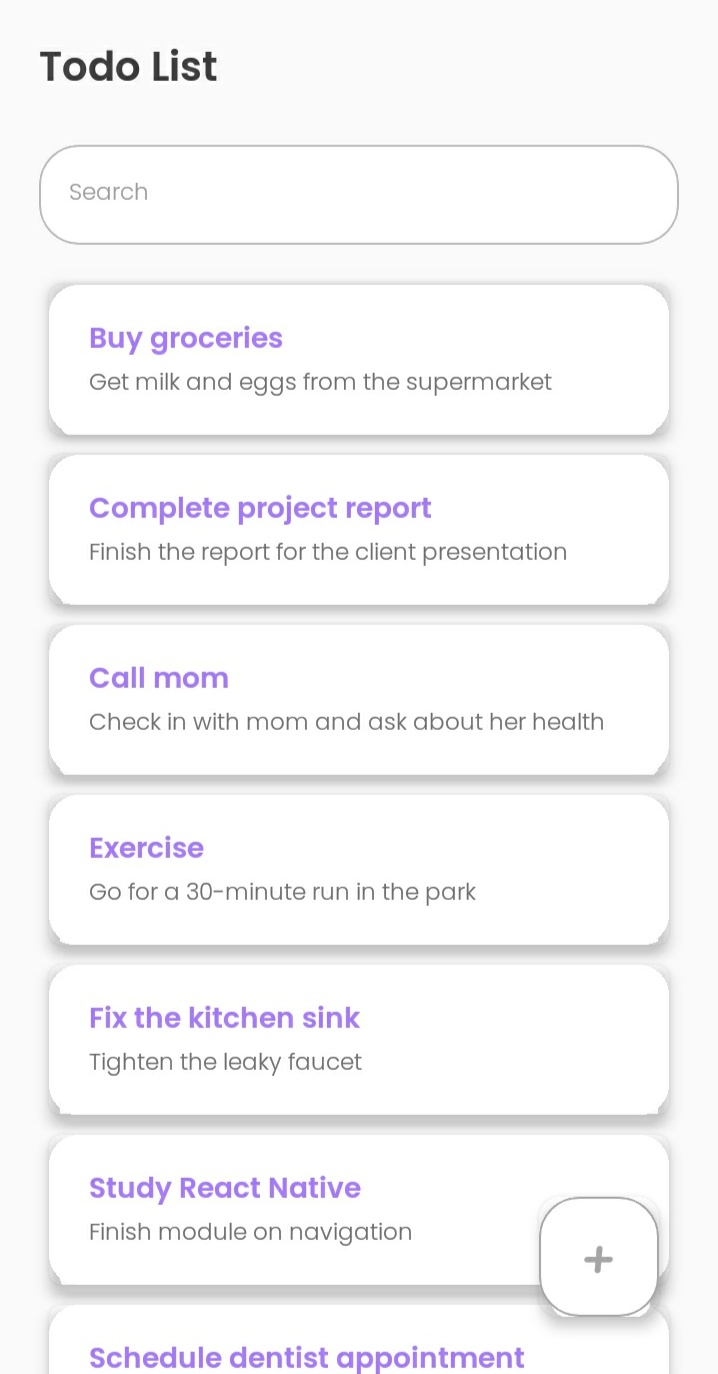 Todo List
Search
Buy groceries
Get milk and eggs from the supermarket
Complete project report
Finish the report for the client presentation
Call mom
Check in with mom and ask about her health
Exercise
Go for a 30-minute run in the park
Fix the kitchen sink
Tighten the leaky faucet
Study React Native
Finish module on navigation
+
Schedule dentist appointment